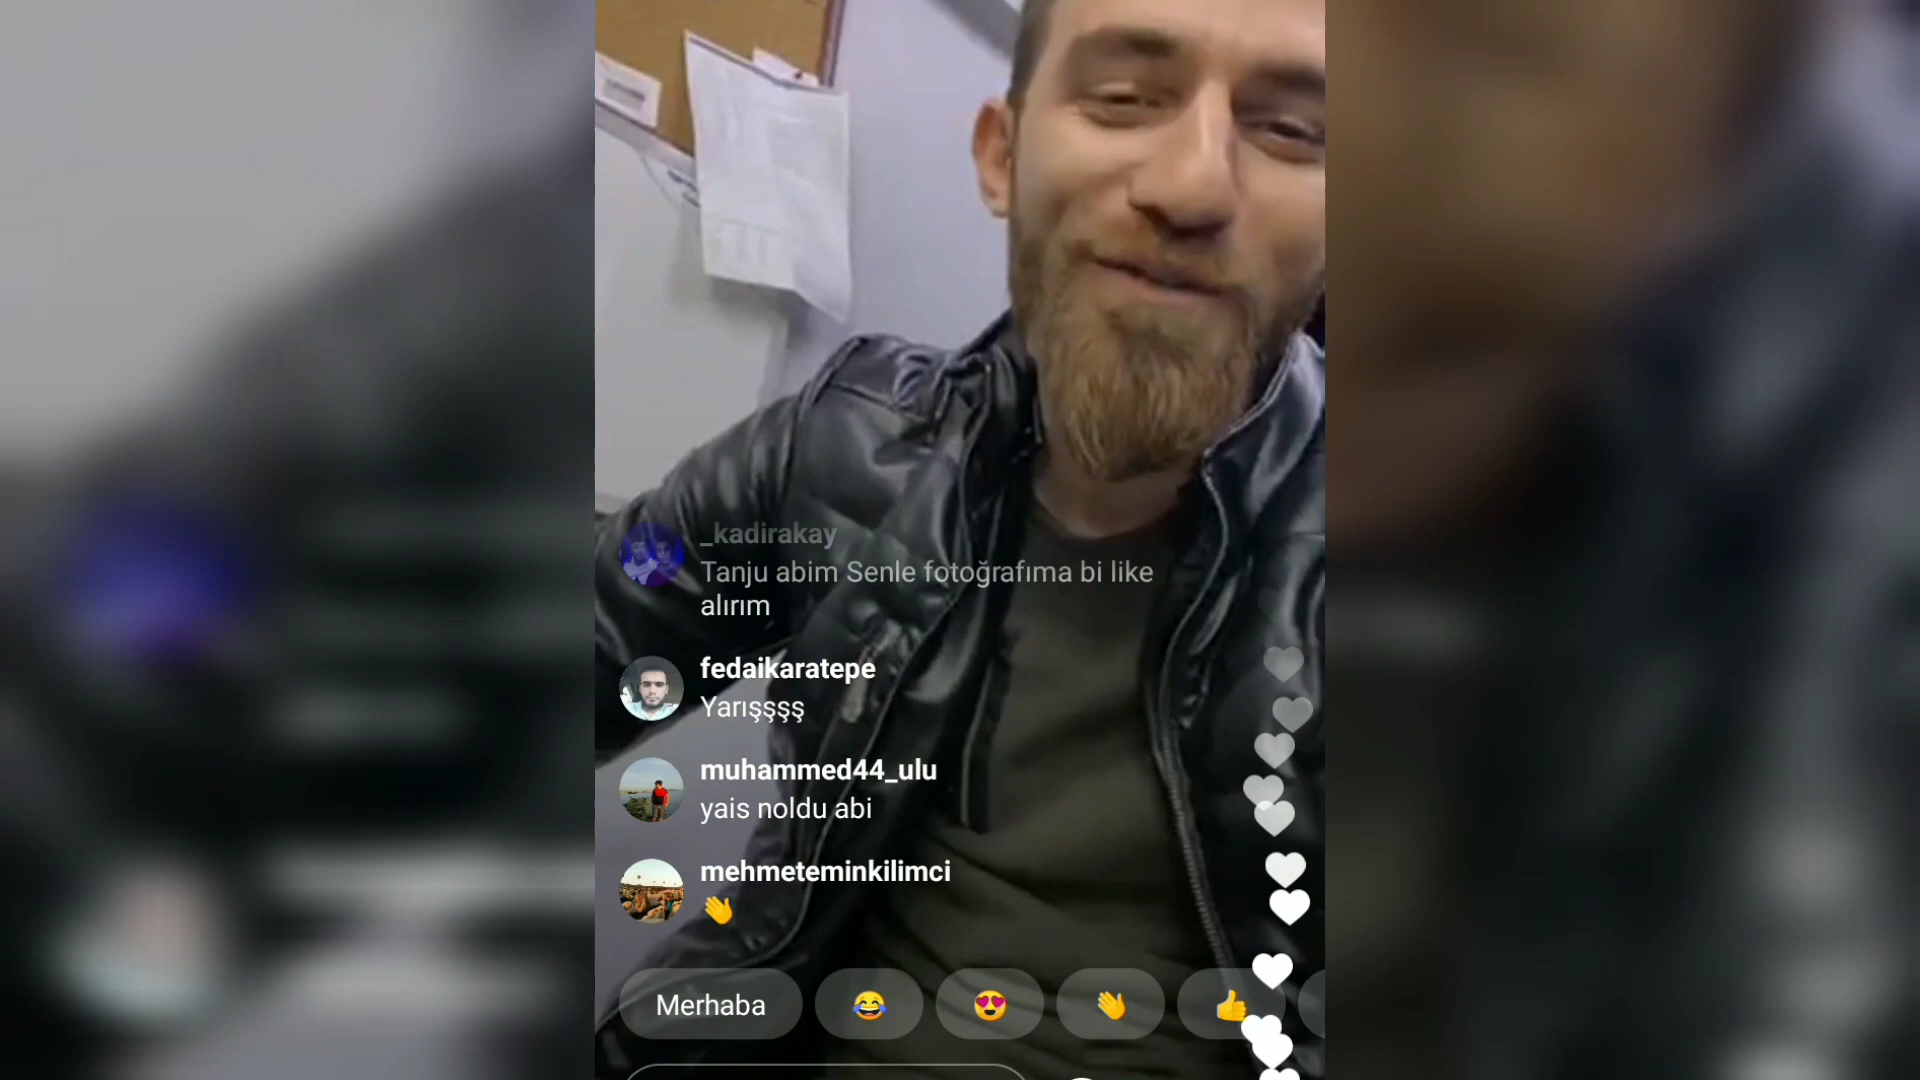 _kadirakay
Tanju abim Senle fotoğrafıma bi like
alırım
fedaikaratepe
Yarışşşş
muhammed44_ulu
yais noldu abi
mehmeteminkilimci
👋
Merhaba
😂
😍
👋
👍